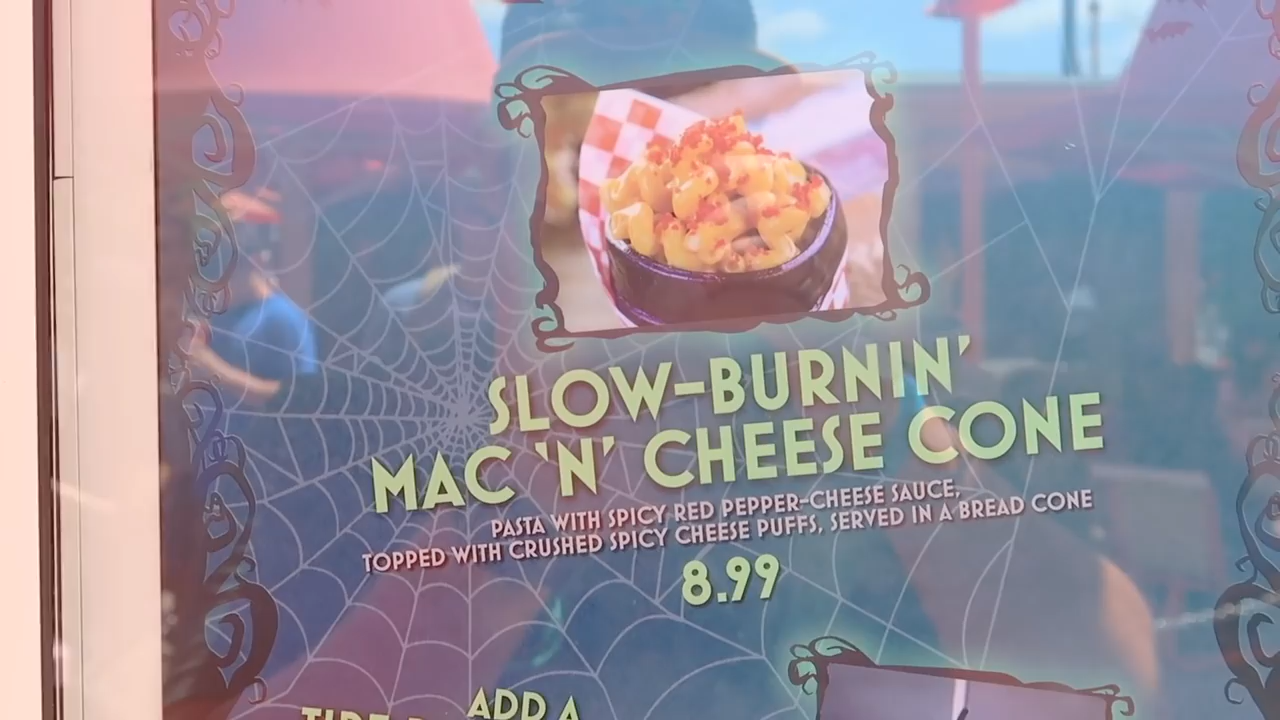 SLOW-BURNIN'
MAC 'N' CHEESE CONE
PASTA WITH SPICY RED PEPPER-CHEESE SAUCE,
TOPPED WITH CRUSHED SPICY CHEESE PUFFS, SERVED IN A BREAD CONE
8.99
ADD A